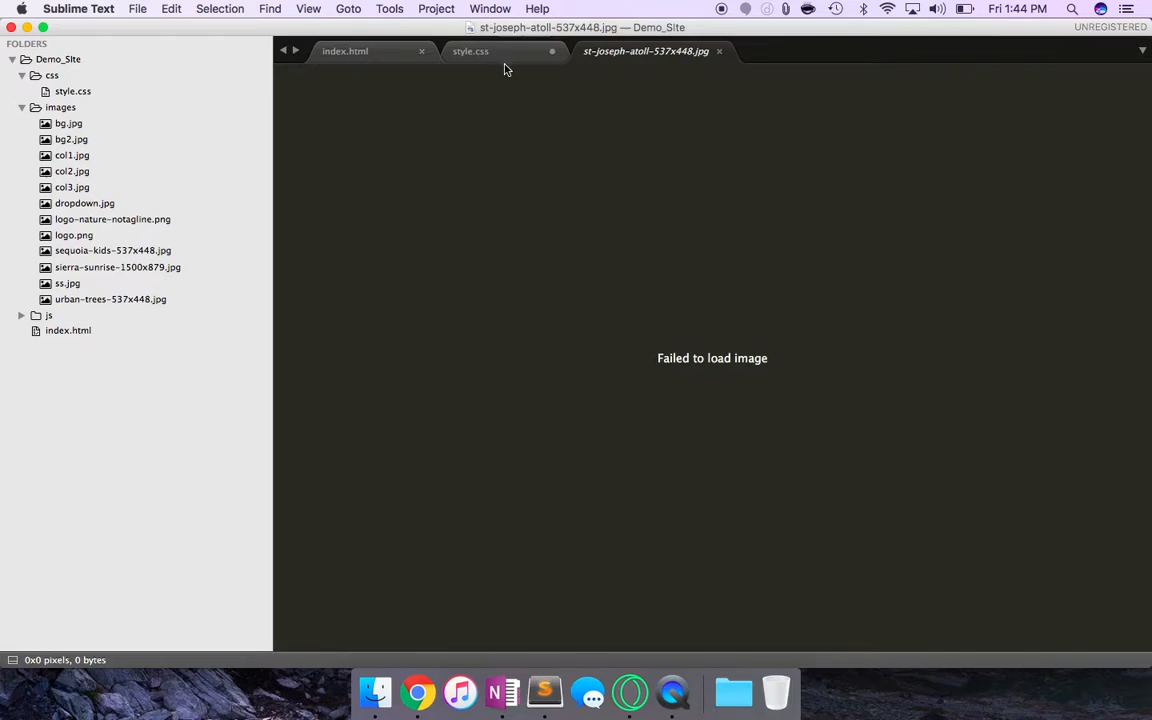 Sublime Text File Edit Selection Find View Goto Tools Project Window Help Fri 1:44 PM
st-joseph-atoll-537x448.jpg — Demo_SIte UNREGISTERED
FOLDERS
index.html style.css st-joseph-atoll-537x448.jpg
Demo_SIte
css
style.css
images
bg.jpg
bg2.jpg
col1.jpg
col2.jpg
col3.jpg
dropdown.jpg
logo-nature-notagline.png
logo.png
sequoia-kids-537x448.jpg
sierra-sunrise-1500x879.jpg
ss.jpg
urban-trees-537x448.jpg
js
index.html
Failed to load image
0x0 pixels, 0 bytes